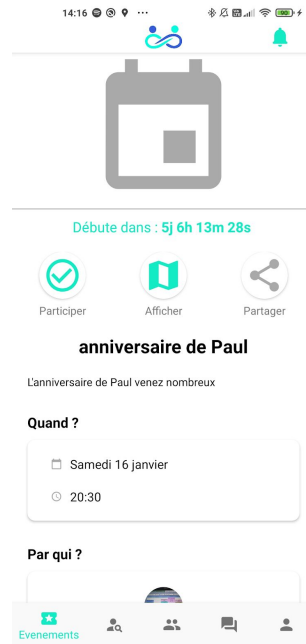 14:16
90
Débute dans : 5j 6h 13m 28s
Participer
Afficher
Partager
anniversaire de Paul
L'anniversaire de Paul venez nombreux
Quand ?
Samedi 16 janvier
20:30
Par qui ?
Evenements